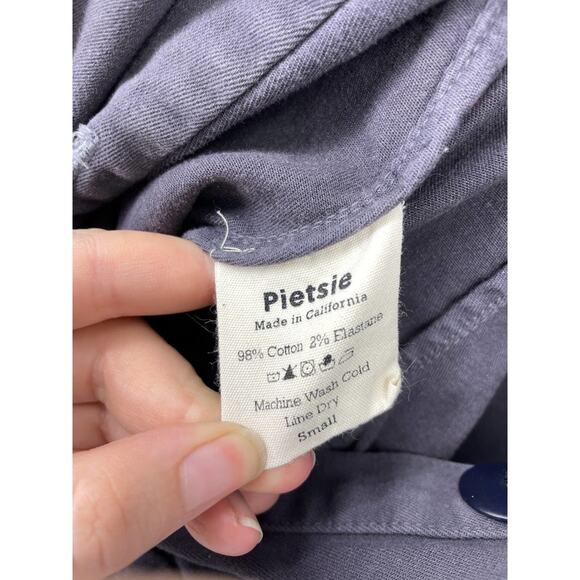 Pietsie
Made in California
98% Cotton 2% Elastane
Machine Wash Cold
Line Dry
Small